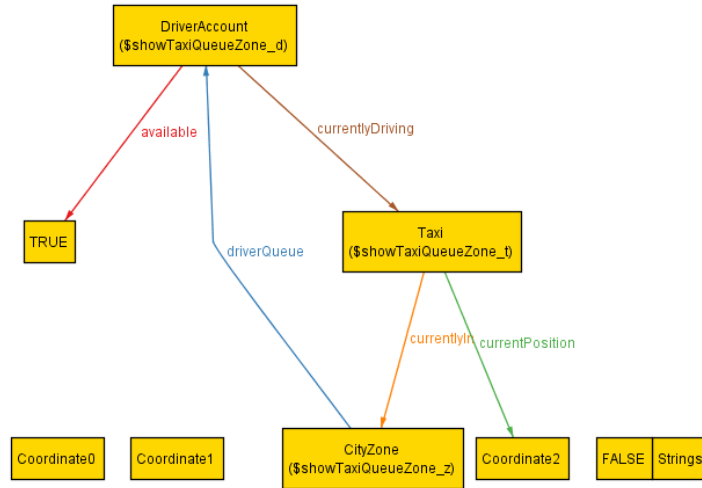 DriverAccount
($showTaxiQueueZone_d)
available
currentlyDriving
TRUE
driverQueue
Taxi
($showTaxiQueueZone_t)
currentlyIn
currentPosition
Coordinate0
Coordinate1
CityZone
($showTaxiQueueZone_z)
Coordinate2
FALSE
Strings